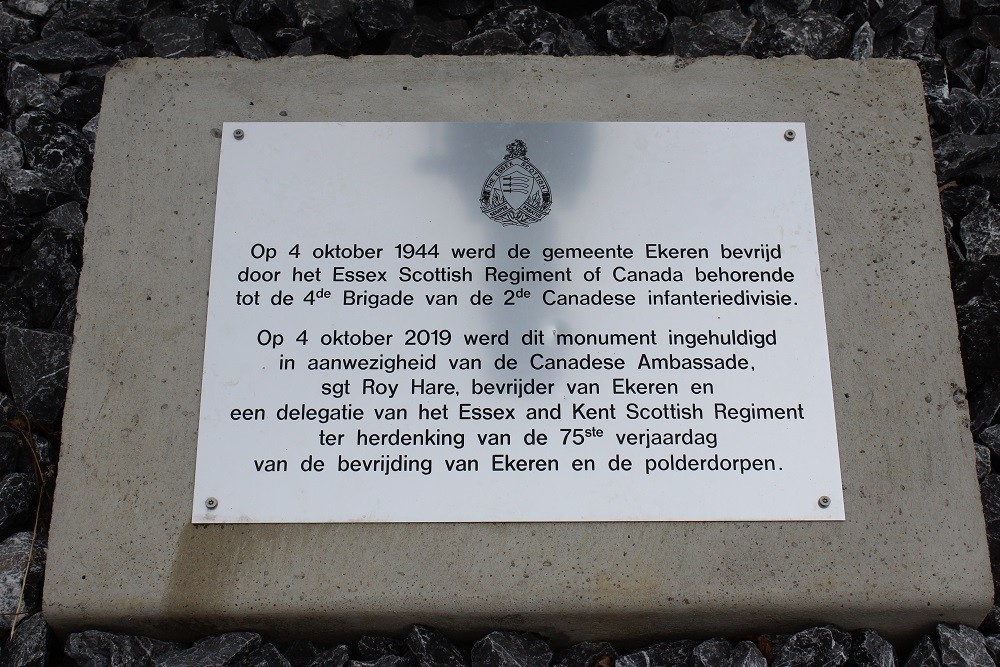 THE ESSEX SCOTTISH
Op 4 oktober 1944 werd de gemeente Ekeren bevrijd
door het Essex Scottish Regiment of Canada behorende
tot de 4de Brigade van de 2de Canadese infanteriedivisie.
Op 4 oktober 2019 werd dit monument ingehuldigd
in aanwezigheid van de Canadese Ambassade,
sgt Roy Hare, bevrijder van Ekeren en
een delegatie van het Essex and Kent Scottish Regiment
ter herdenking van de 75ste verjaardag
van de bevrijding van Ekeren en de polderdorpen.